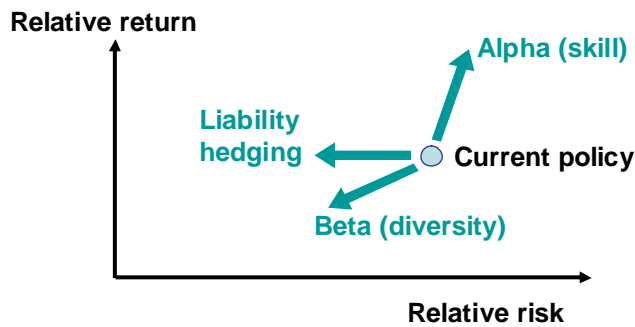 Relative return
Alpha (skill)
Liability
hedging
Current policy
Beta (diversity)
Relative risk